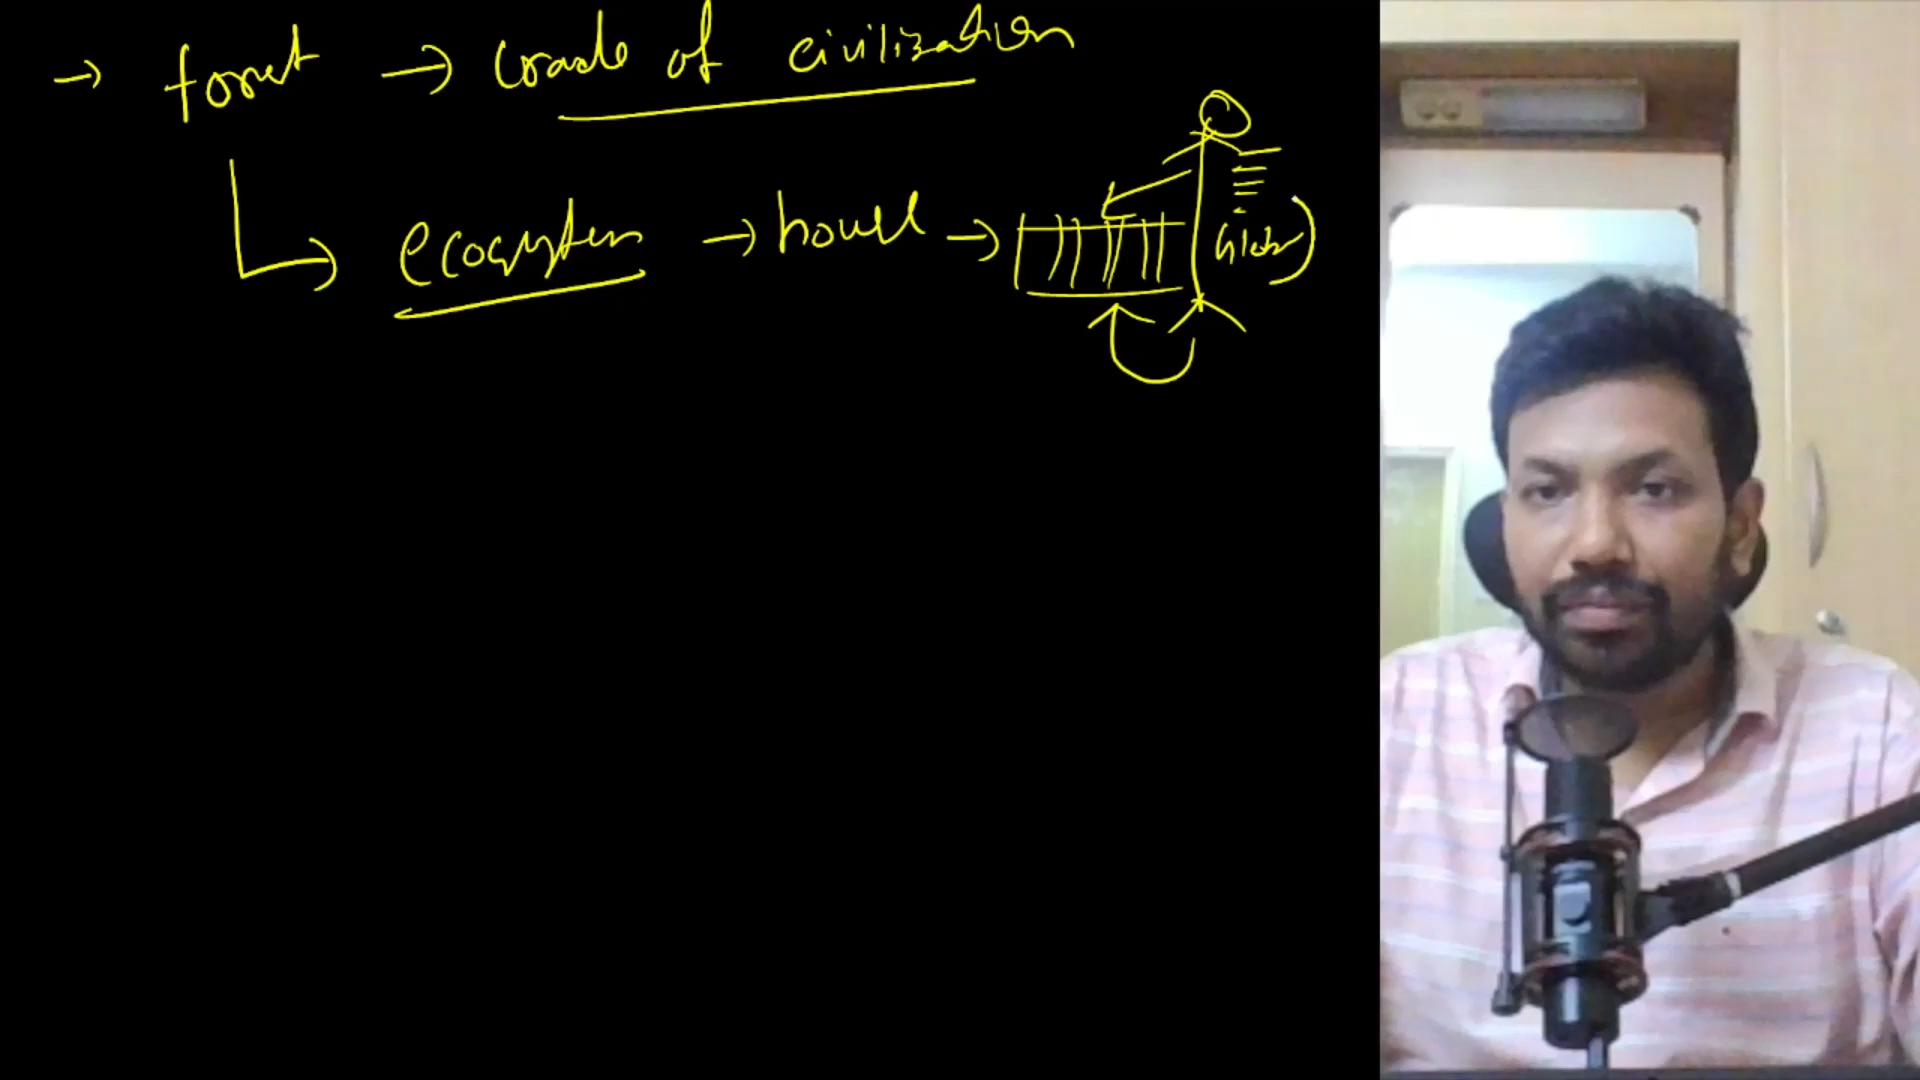 → forest → cradle of civilization
ecosystem → house →